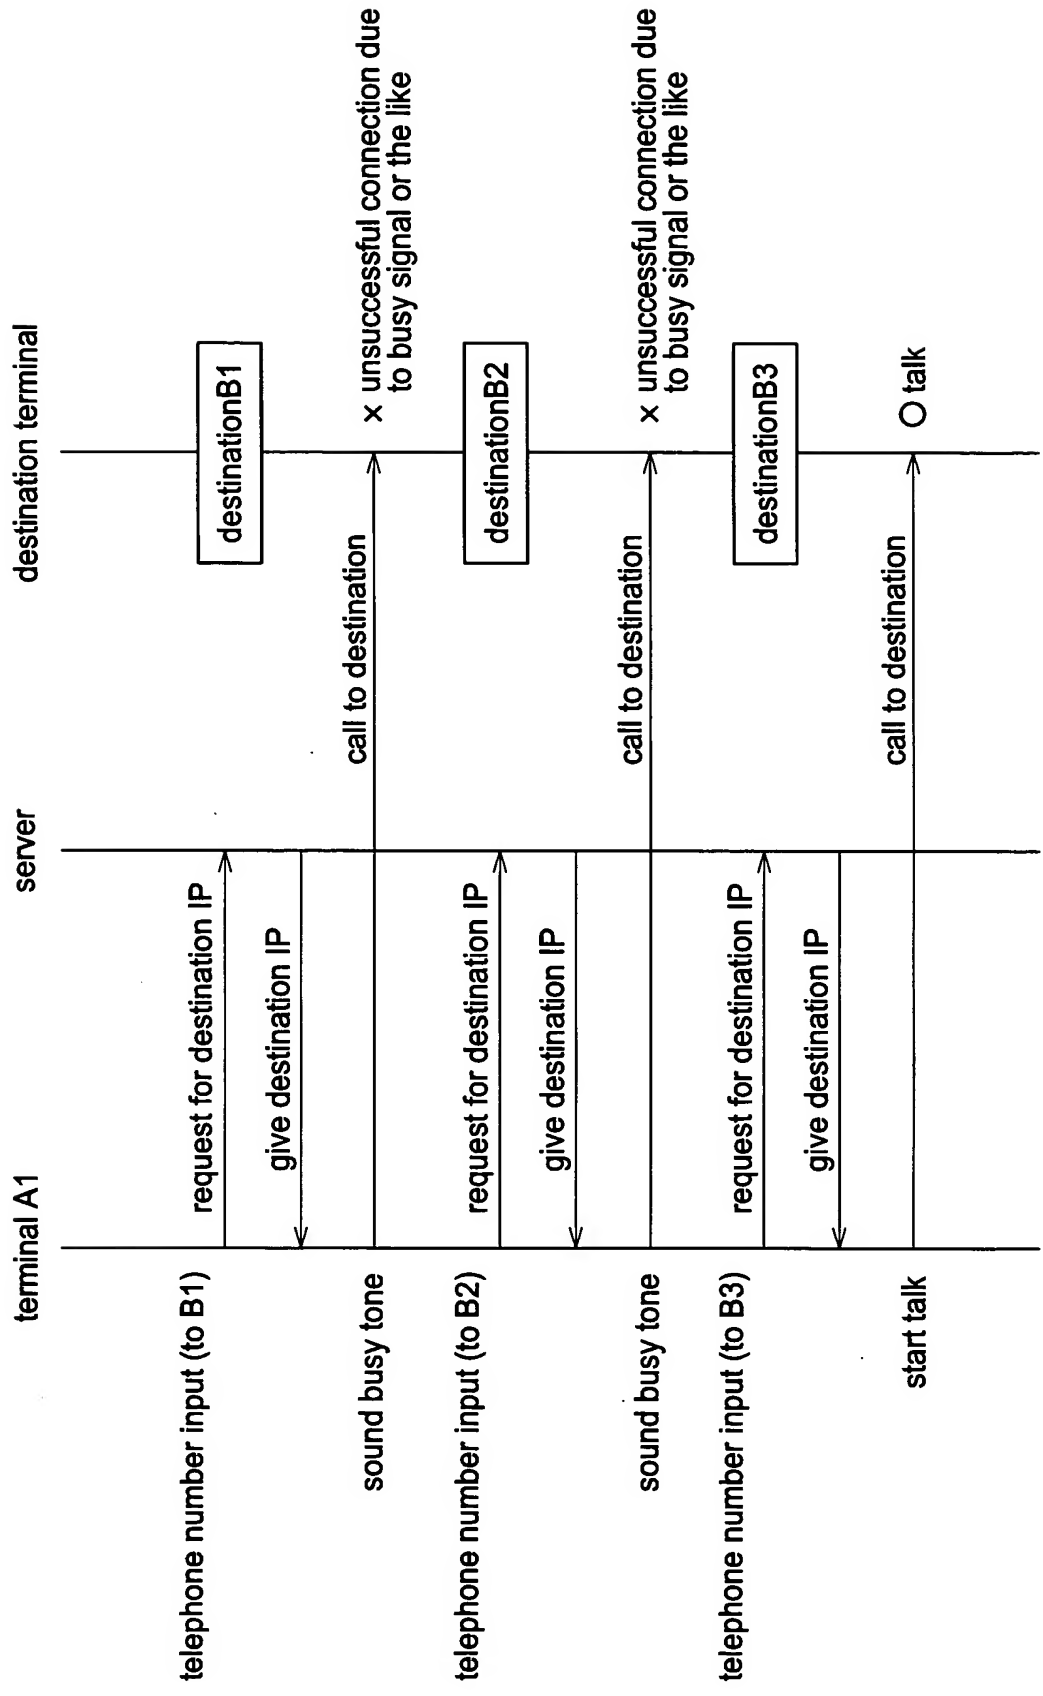 terminal A1
server
destination terminal
telephone number input (to B1)
request for destination IP
destinationB1
give destination IP
sound busy tone
call to destination
× unsuccessful connection due
to busy signal or the like
telephone number input (to B2)
request for destination IP
destinationB2
give destination IP
sound busy tone
call to destination
× unsuccessful connection due
to busy signal or the like
telephone number input (to B3)
request for destination IP
destinationB3
give destination IP
start talk
call to destination
○ talk